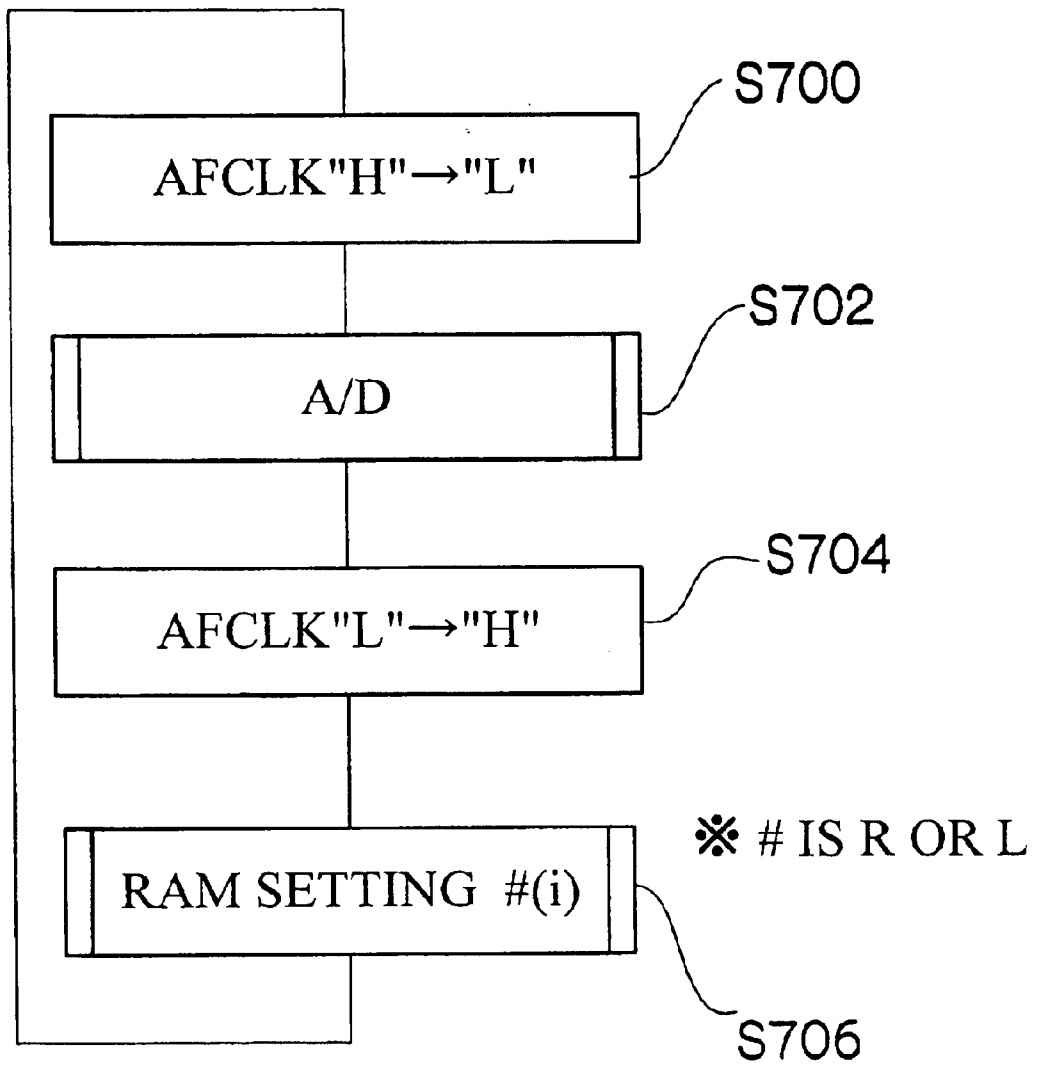 S700
AFCLK"H"→"L"
S702
A/D
S704
AFCLK"L"→"H"
※ # IS R OR L
RAM SETTING #(i)
S706